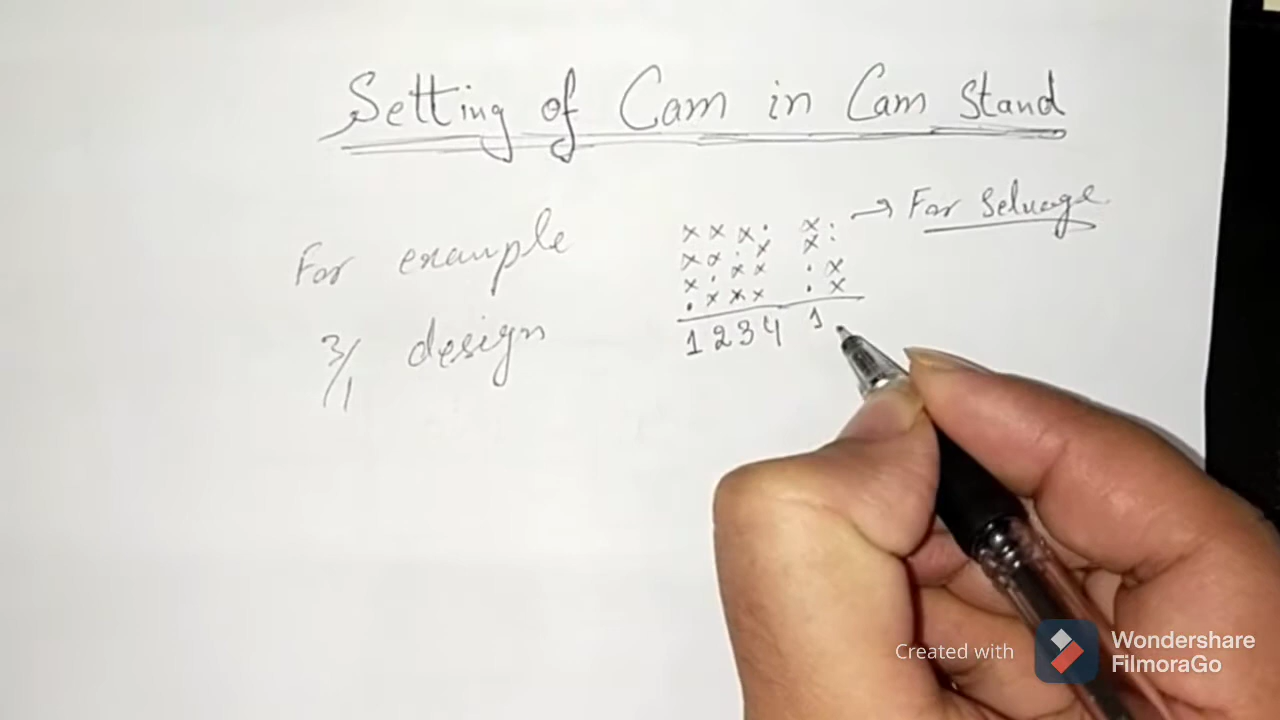 Setting of Cam in Cam Stand
For example
3/1 design
x x x . x . → For Selvage
x x . x x .
x . x x . x
. x x x . x
1 2 3 4 1
Created with Wondershare FilmoraGo